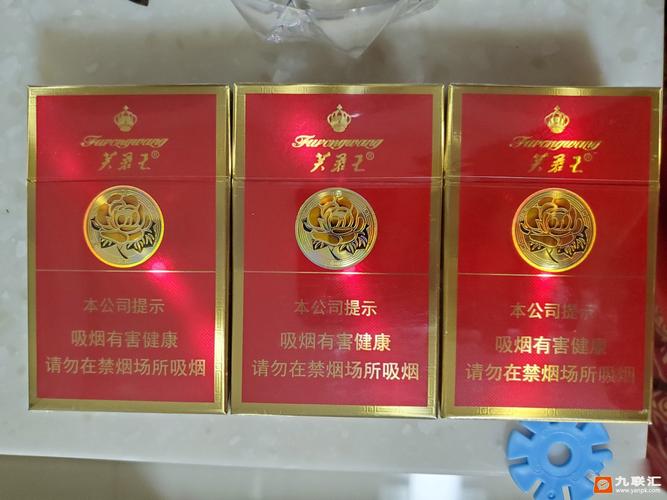 Furongwang
芙蓉王®
本公司提示
吸烟有害健康
请勿在禁烟场所吸烟
Furongwang
芙蓉王®
本公司提示
吸烟有害健康
请勿在禁烟场所吸烟
Furongwang
芙蓉王®
本公司提示
吸烟有害健康
请勿在禁烟场所吸烟
九联汇
www.yanpk.com